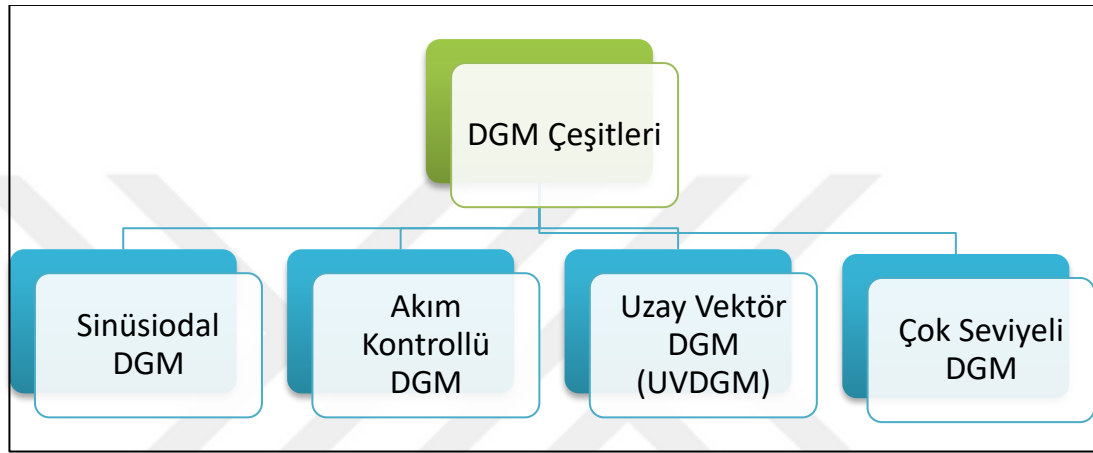 DGM Çeşitleri
Sinüsiodal
DGM
Akım
Kontrollü
DGM
Uzay Vektör
DGM
(UVDGM)
Çok Seviyeli
DGM